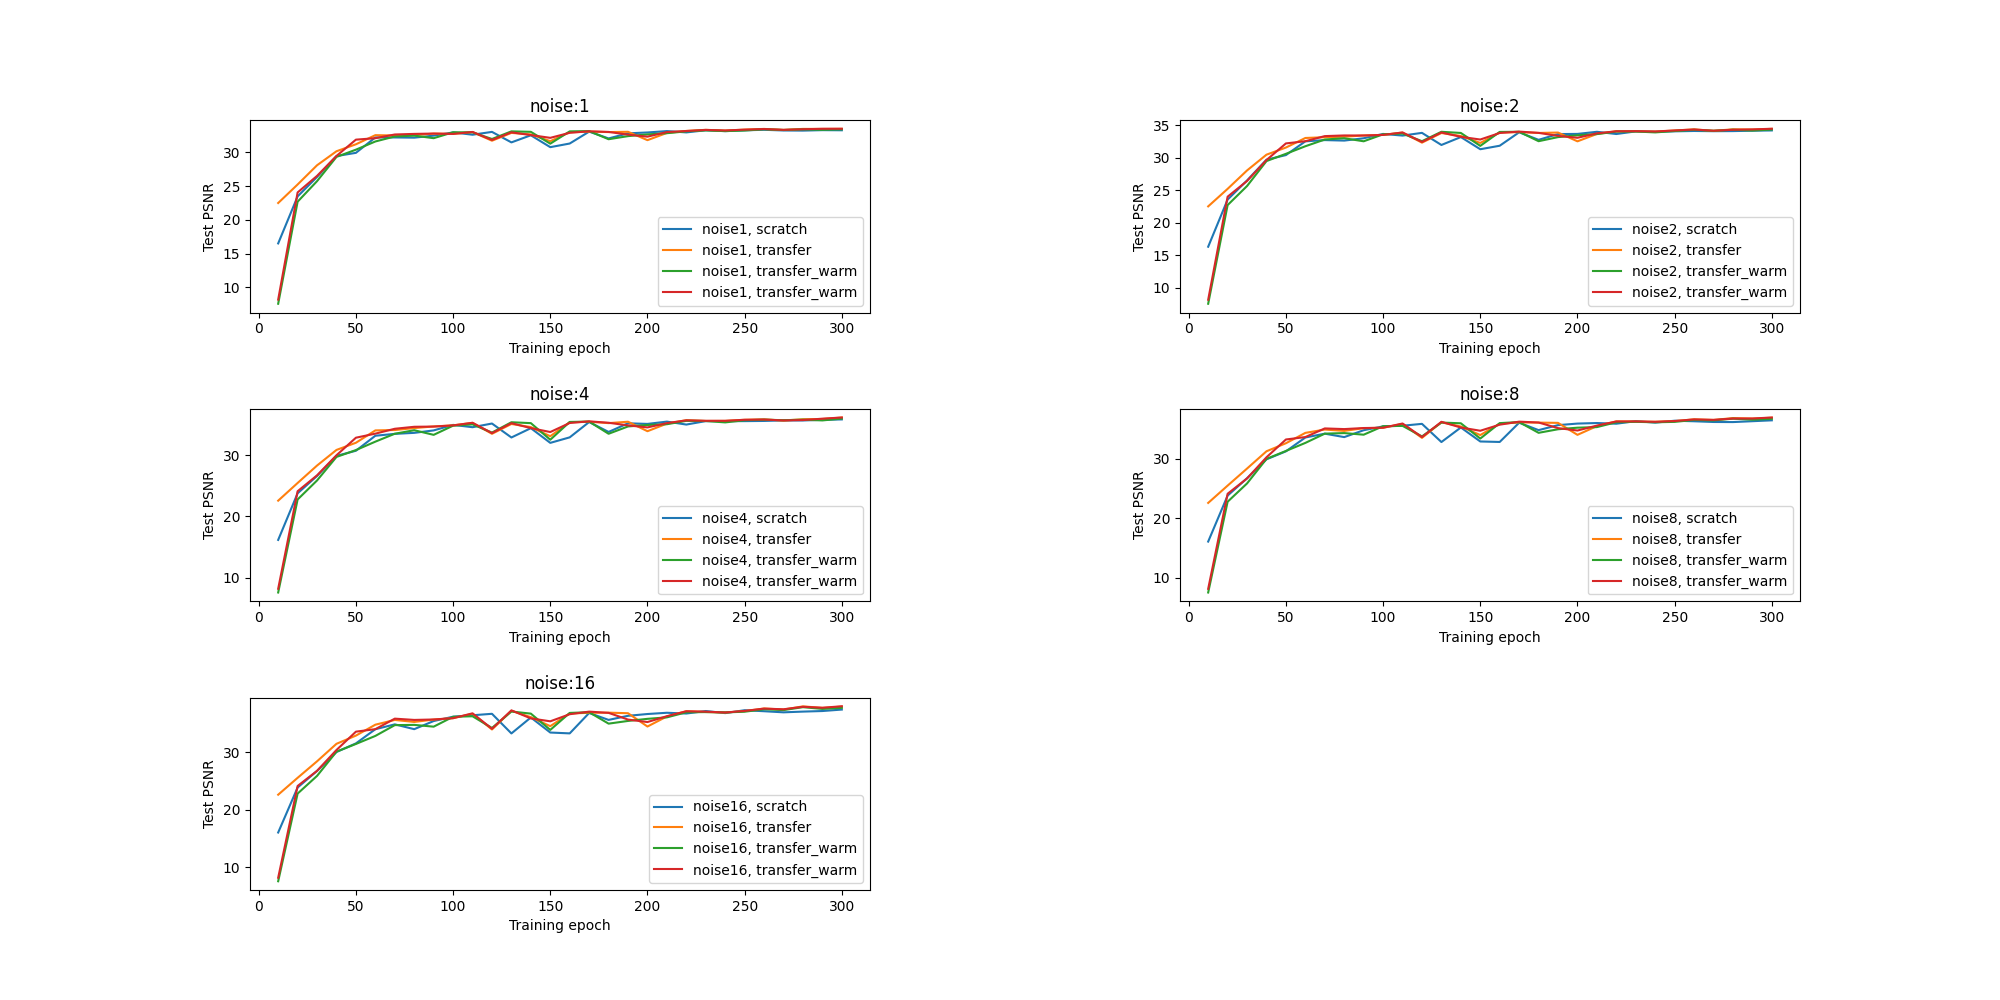 noise:1
Test PSNR
30
25
20
15
10
0 50 100 150 200 250 300
Training epoch
noise1, scratch
noise1, transfer
noise1, transfer_warm
noise1, transfer_warm
noise:2
Test PSNR
35
30
25
20
15
10
0 50 100 150 200 250 300
Training epoch
noise2, scratch
noise2, transfer
noise2, transfer_warm
noise2, transfer_warm
noise:4
Test PSNR
30
20
10
0 50 100 150 200 250 300
Training epoch
noise4, scratch
noise4, transfer
noise4, transfer_warm
noise4, transfer_warm
noise:8
Test PSNR
30
20
10
0 50 100 150 200 250 300
Training epoch
noise8, scratch
noise8, transfer
noise8, transfer_warm
noise8, transfer_warm
noise:16
Test PSNR
30
20
10
0 50 100 150 200 250 300
Training epoch
noise16, scratch
noise16, transfer
noise16, transfer_warm
noise16, transfer_warm